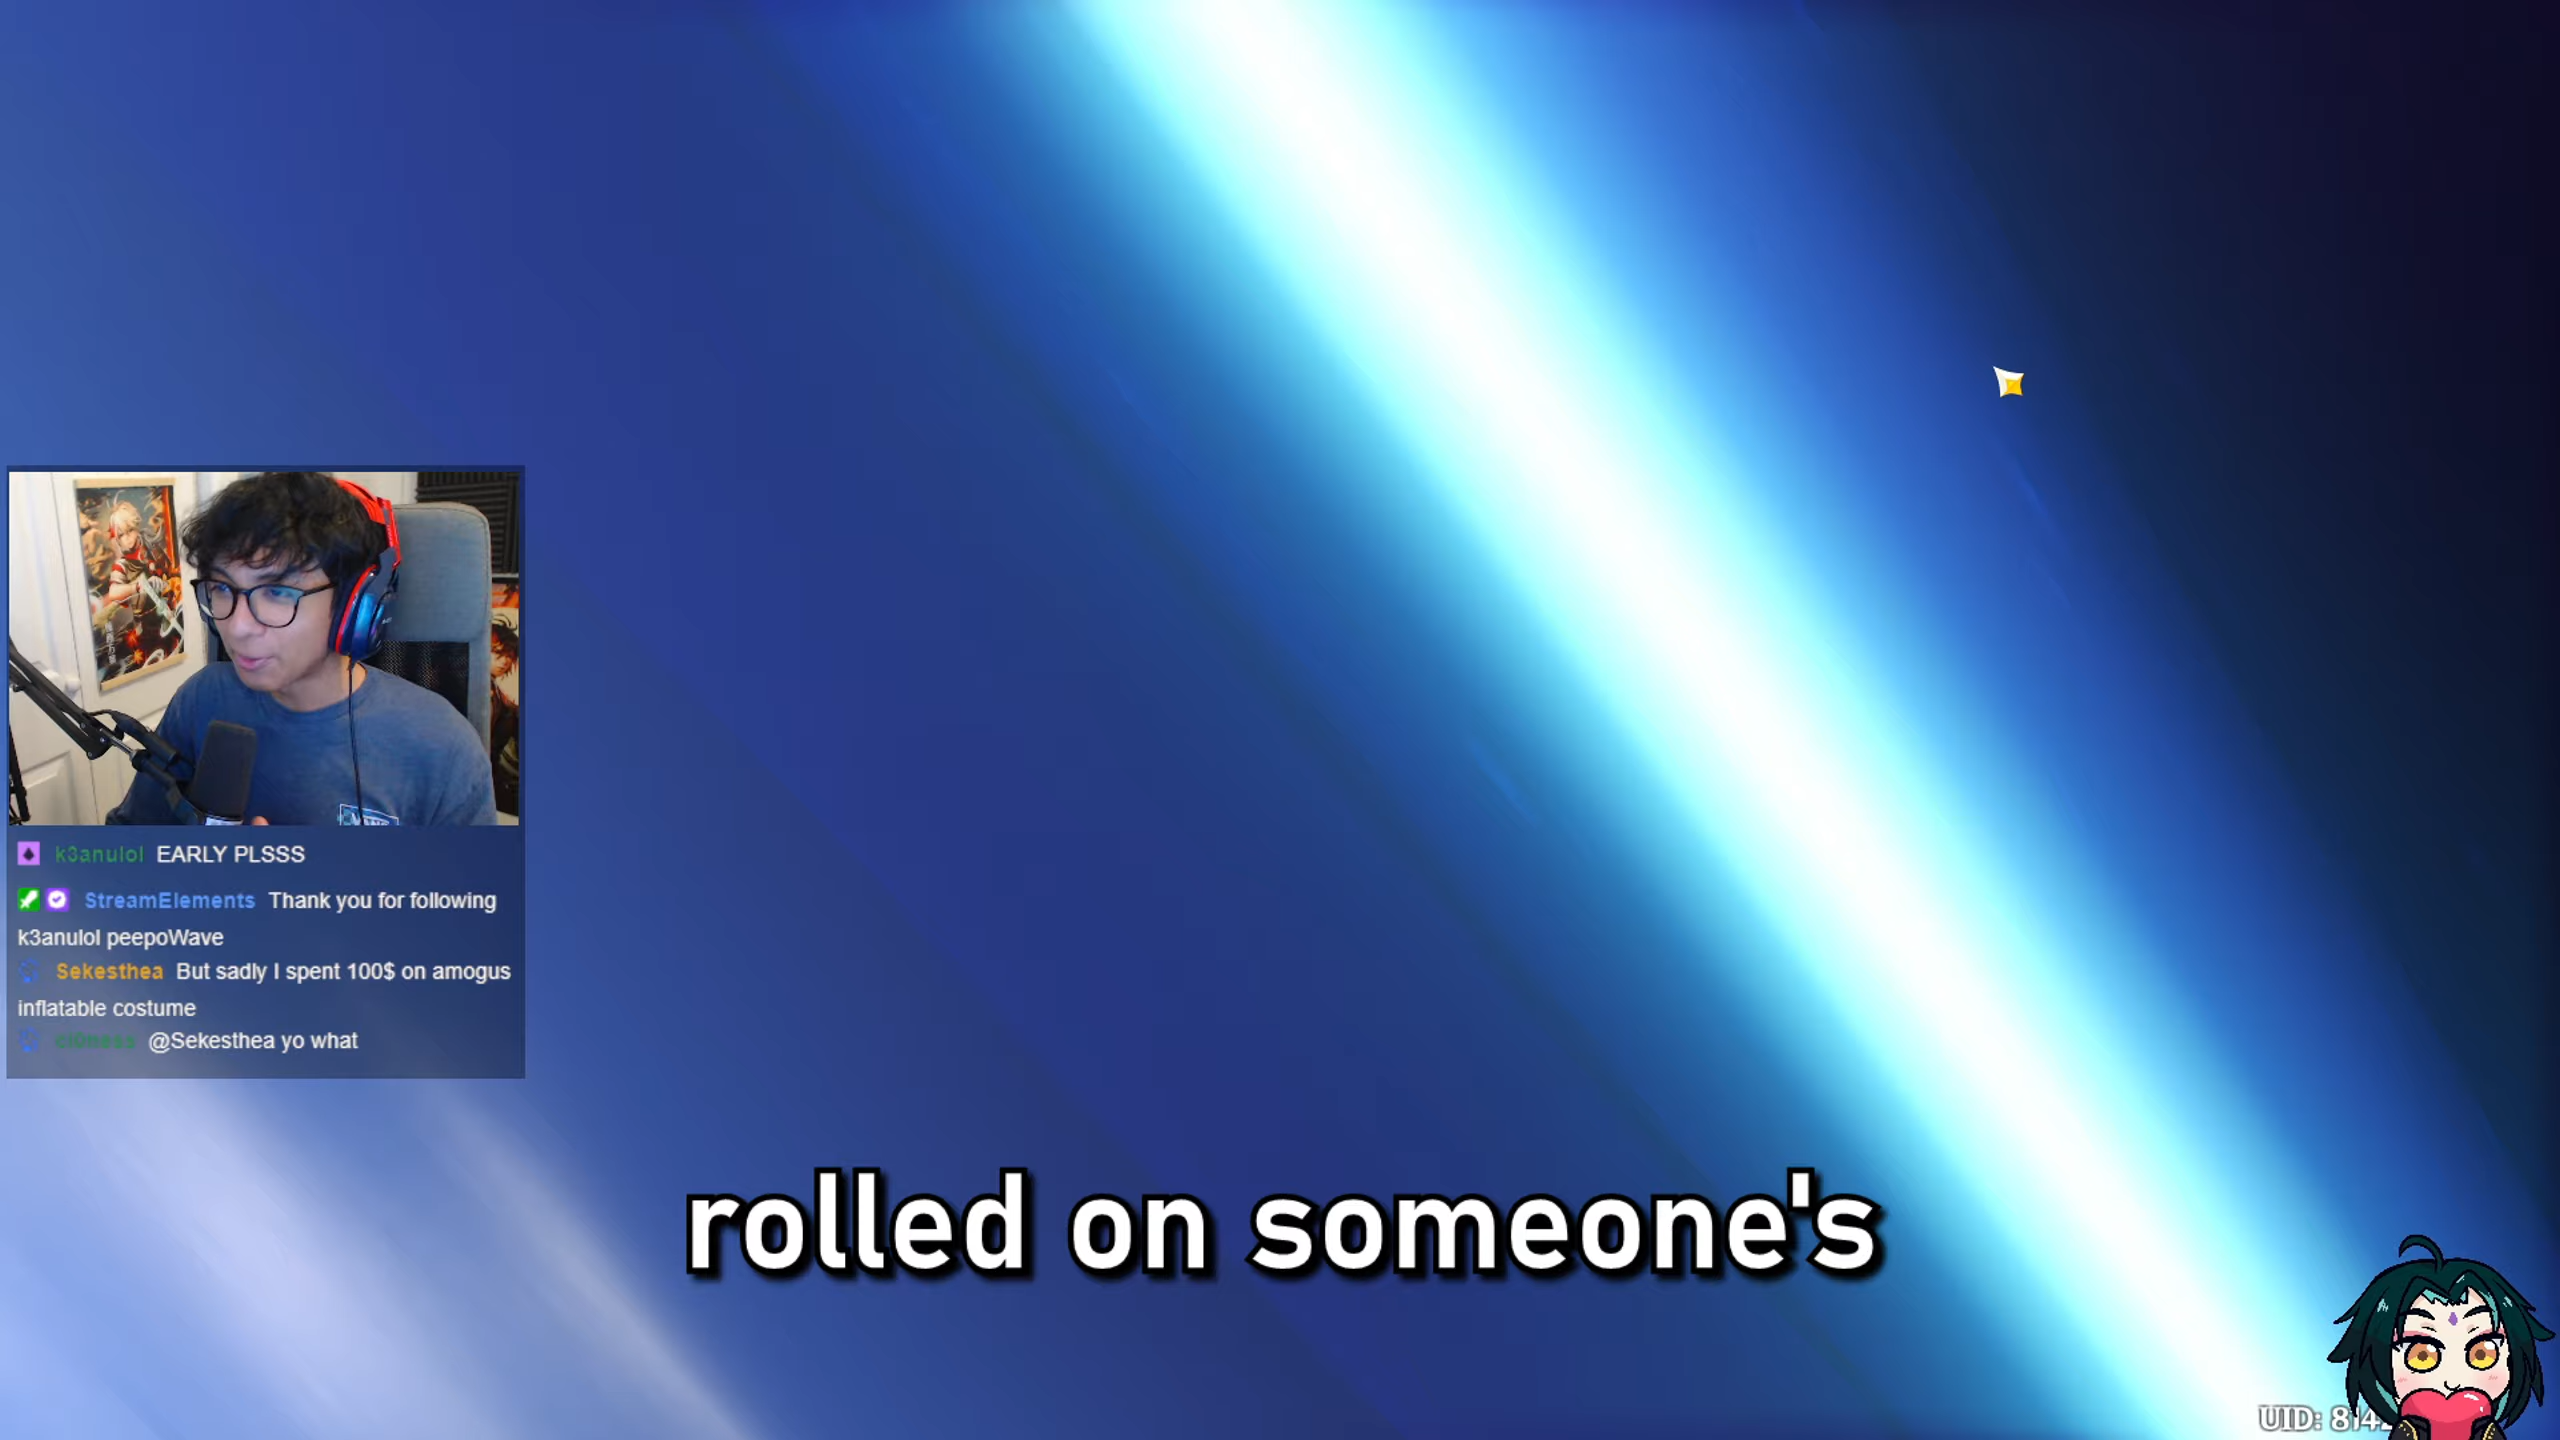 k3anulol EARLY PLSSS
StreamElements Thank you for following
k3anulol peepoWave
Sekesthea But sadly I spent 100$ on amogus
inflatable costume
@Sekesthea yo what
rolled on someone's
UID: 8142